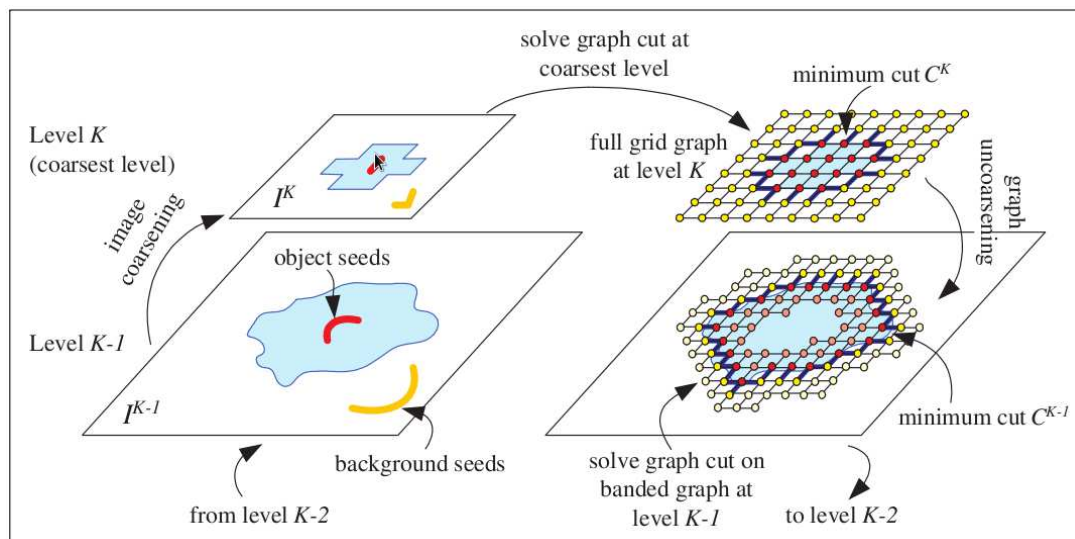 solve graph cut at
coarsest level
minimum cut C^K
Level K
(coarsest level)
full grid graph
at level K
I^K
image
coarsening
graph
uncoarsening
object seeds
Level K-1
I^K-1
minimum cut C^K-1
background seeds
solve graph cut on
banded graph at
level K-1
from level K-2
to level K-2